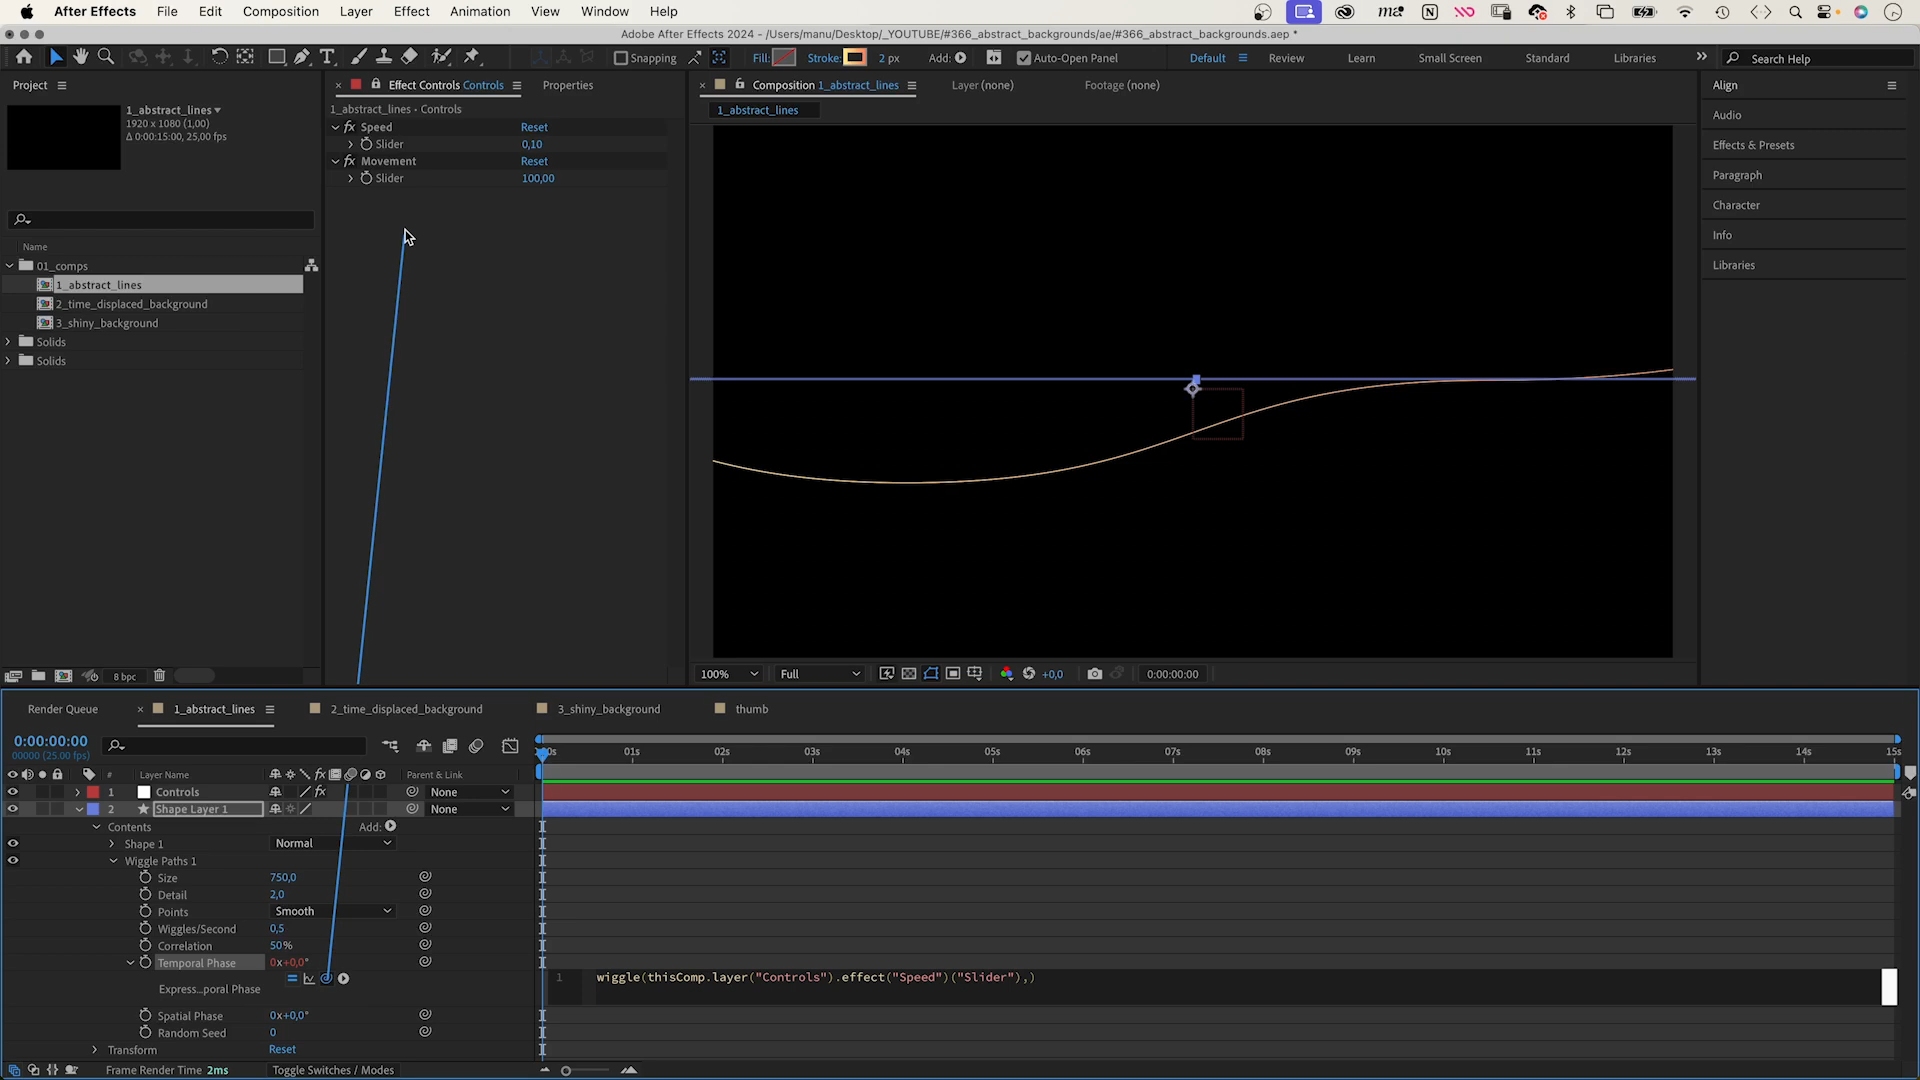 After Effects File Edit Composition Layer Effect Animation View Window Help
Adobe After Effects 2024 - /Users/manu/Desktop/_YOUTUBE/#366_abstract_backgrounds/ae/#366_abstract_backgrounds.aep *
Snapping Fill: Stroke: 2 px Add: Auto-Open Panel Default Review Learn Small Screen Standard Libraries Search Help
Project
1_abstract_lines
1920 x 1080 (1,00)
Δ 0:00:15:00, 25,00 fps
Name
01_comps
1_abstract_lines
2_time_displaced_background
3_shiny_background
Solids
Solids
8 bpc
Effect Controls Controls Properties
1_abstract_lines • Controls
fx Speed Reset
Slider 0,10
fx Movement Reset
Slider 100,00
Composition 1_abstract_lines Layer (none) Footage (none)
1_abstract_lines
100% Full +0,0 0:00:00:00
Align
Audio
Effects & Presets
Paragraph
Character
Info
Libraries
Render Queue 1_abstract_lines 2_time_displaced_background 3_shiny_background thumb
0:00:00:00
00000 (25.00 fps)
01s 02s 03s 04s 05s 06s 07s 08s 09s 10s 11s 12s 13s 14s 15s
# Layer Name fx Parent & Link
1 Controls fx None
2 Shape Layer 1 None
Contents Add:
Shape 1 Normal
Wiggle Paths 1
Size 750,0
Detail 2,0
Points Smooth
Wiggles/Second 0,5
Correlation 50%
Temporal Phase 0x+0,0°
Express...poral Phase
1 wiggle(thisComp.layer("Controls").effect("Speed")("Slider"),)
Spatial Phase 0x+0,0°
Random Seed 0
Transform Reset
Frame Render Time 2ms Toggle Switches / Modes